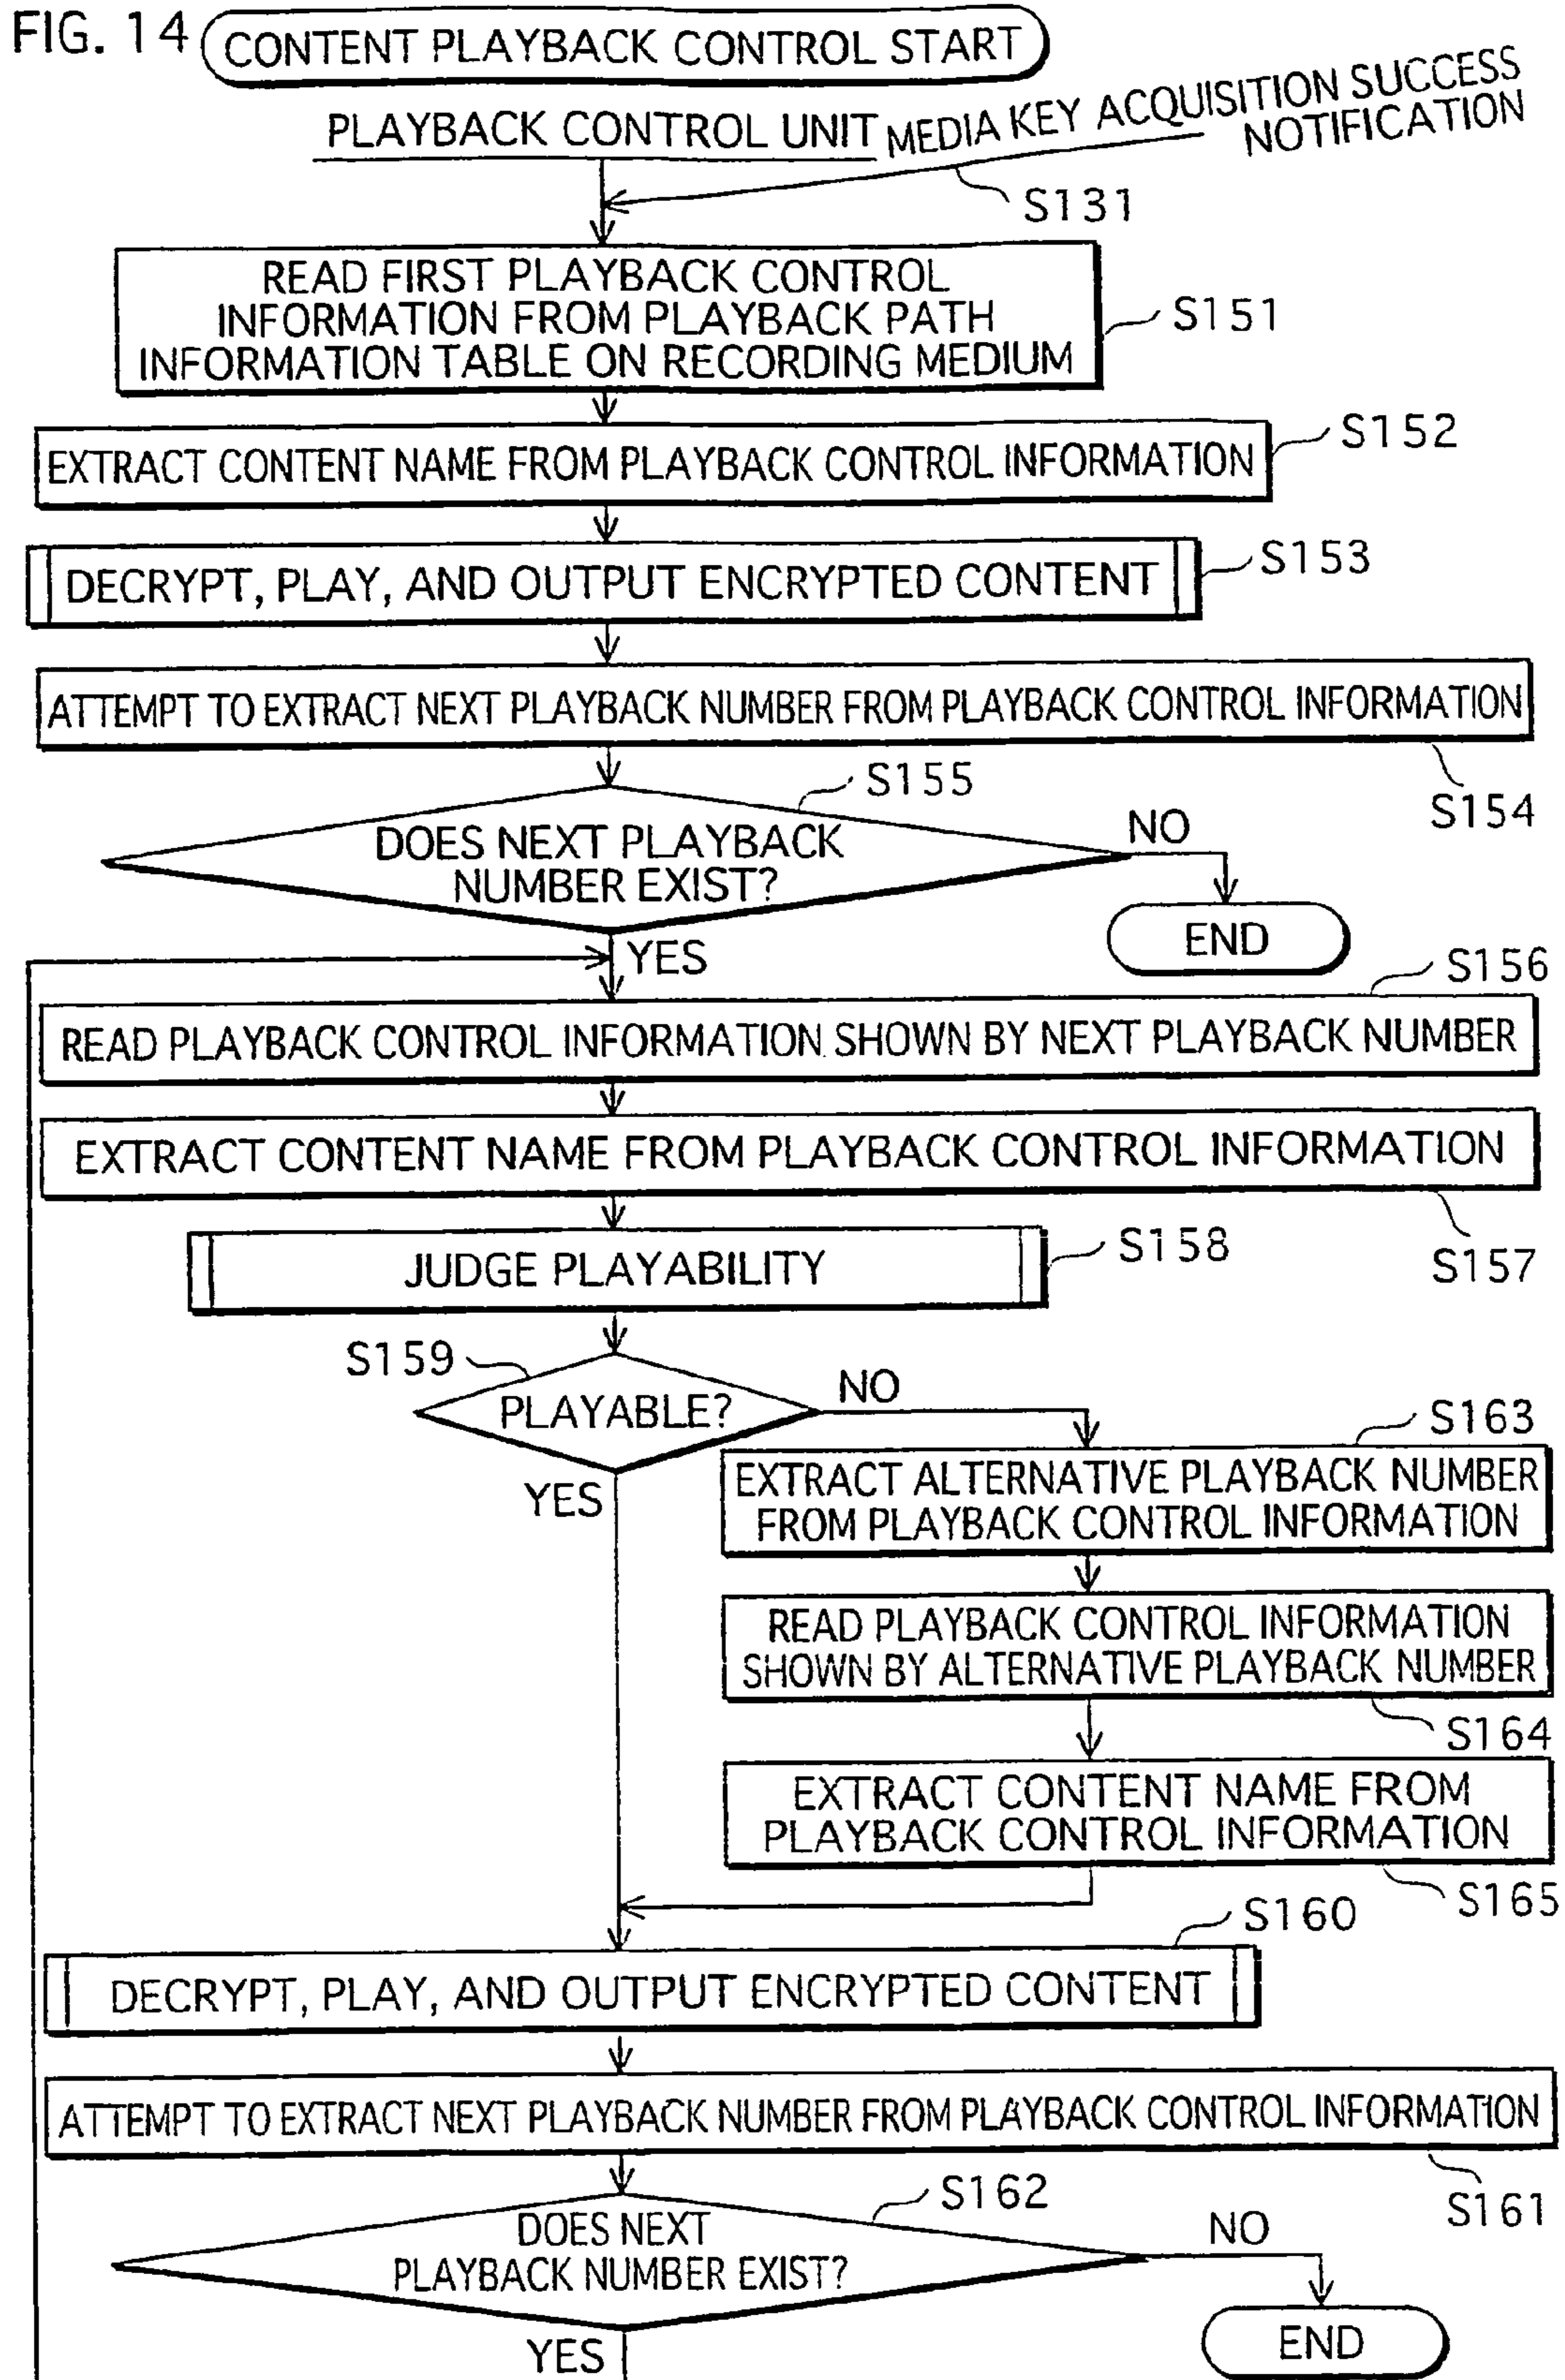 FIG. 14
CONTENT PLAYBACK CONTROL START
PLAYBACK CONTROL UNIT
MEDIA KEY ACQUISITION SUCCESS
NOTIFICATION
S131
READ FIRST PLAYBACK CONTROL
INFORMATION FROM PLAYBACK PATH
INFORMATION TABLE ON RECORDING MEDIUM
S151
EXTRACT CONTENT NAME FROM PLAYBACK CONTROL INFORMATION
S152
DECRYPT, PLAY, AND OUTPUT ENCRYPTED CONTENT
S153
ATTEMPT TO EXTRACT NEXT PLAYBACK NUMBER FROM PLAYBACK CONTROL INFORMATION
S154
S155
DOES NEXT PLAYBACK
NUMBER EXIST?
NO
END
YES
S156
READ PLAYBACK CONTROL INFORMATION SHOWN BY NEXT PLAYBACK NUMBER
EXTRACT CONTENT NAME FROM PLAYBACK CONTROL INFORMATION
S157
JUDGE PLAYABILITY
S158
S159
PLAYABLE?
NO
YES
S163
EXTRACT ALTERNATIVE PLAYBACK NUMBER
FROM PLAYBACK CONTROL INFORMATION
READ PLAYBACK CONTROL INFORMATION
SHOWN BY ALTERNATIVE PLAYBACK NUMBER
S164
EXTRACT CONTENT NAME FROM
PLAYBACK CONTROL INFORMATION
S165
S160
DECRYPT, PLAY, AND OUTPUT ENCRYPTED CONTENT
ATTEMPT TO EXTRACT NEXT PLAYBACK NUMBER FROM PLAYBACK CONTROL INFORMATION
S161
S162
DOES NEXT
PLAYBACK NUMBER EXIST?
NO
END
YES